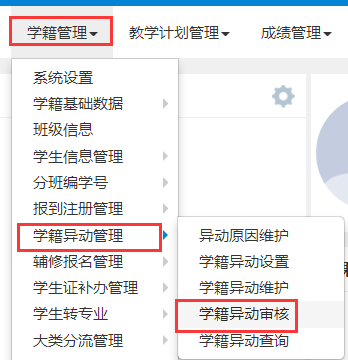 学籍管理 教学计划管理 成绩管理
系统设置
学籍基础数据
班级信息
学生信息管理
分班编学号
报到注册管理
学籍异动管理
辅修报名管理
学生证补办管理
学生转专业
大类分流管理
异动原因维护
学籍异动设置
学籍异动维护
学籍异动审核
学籍异动查询